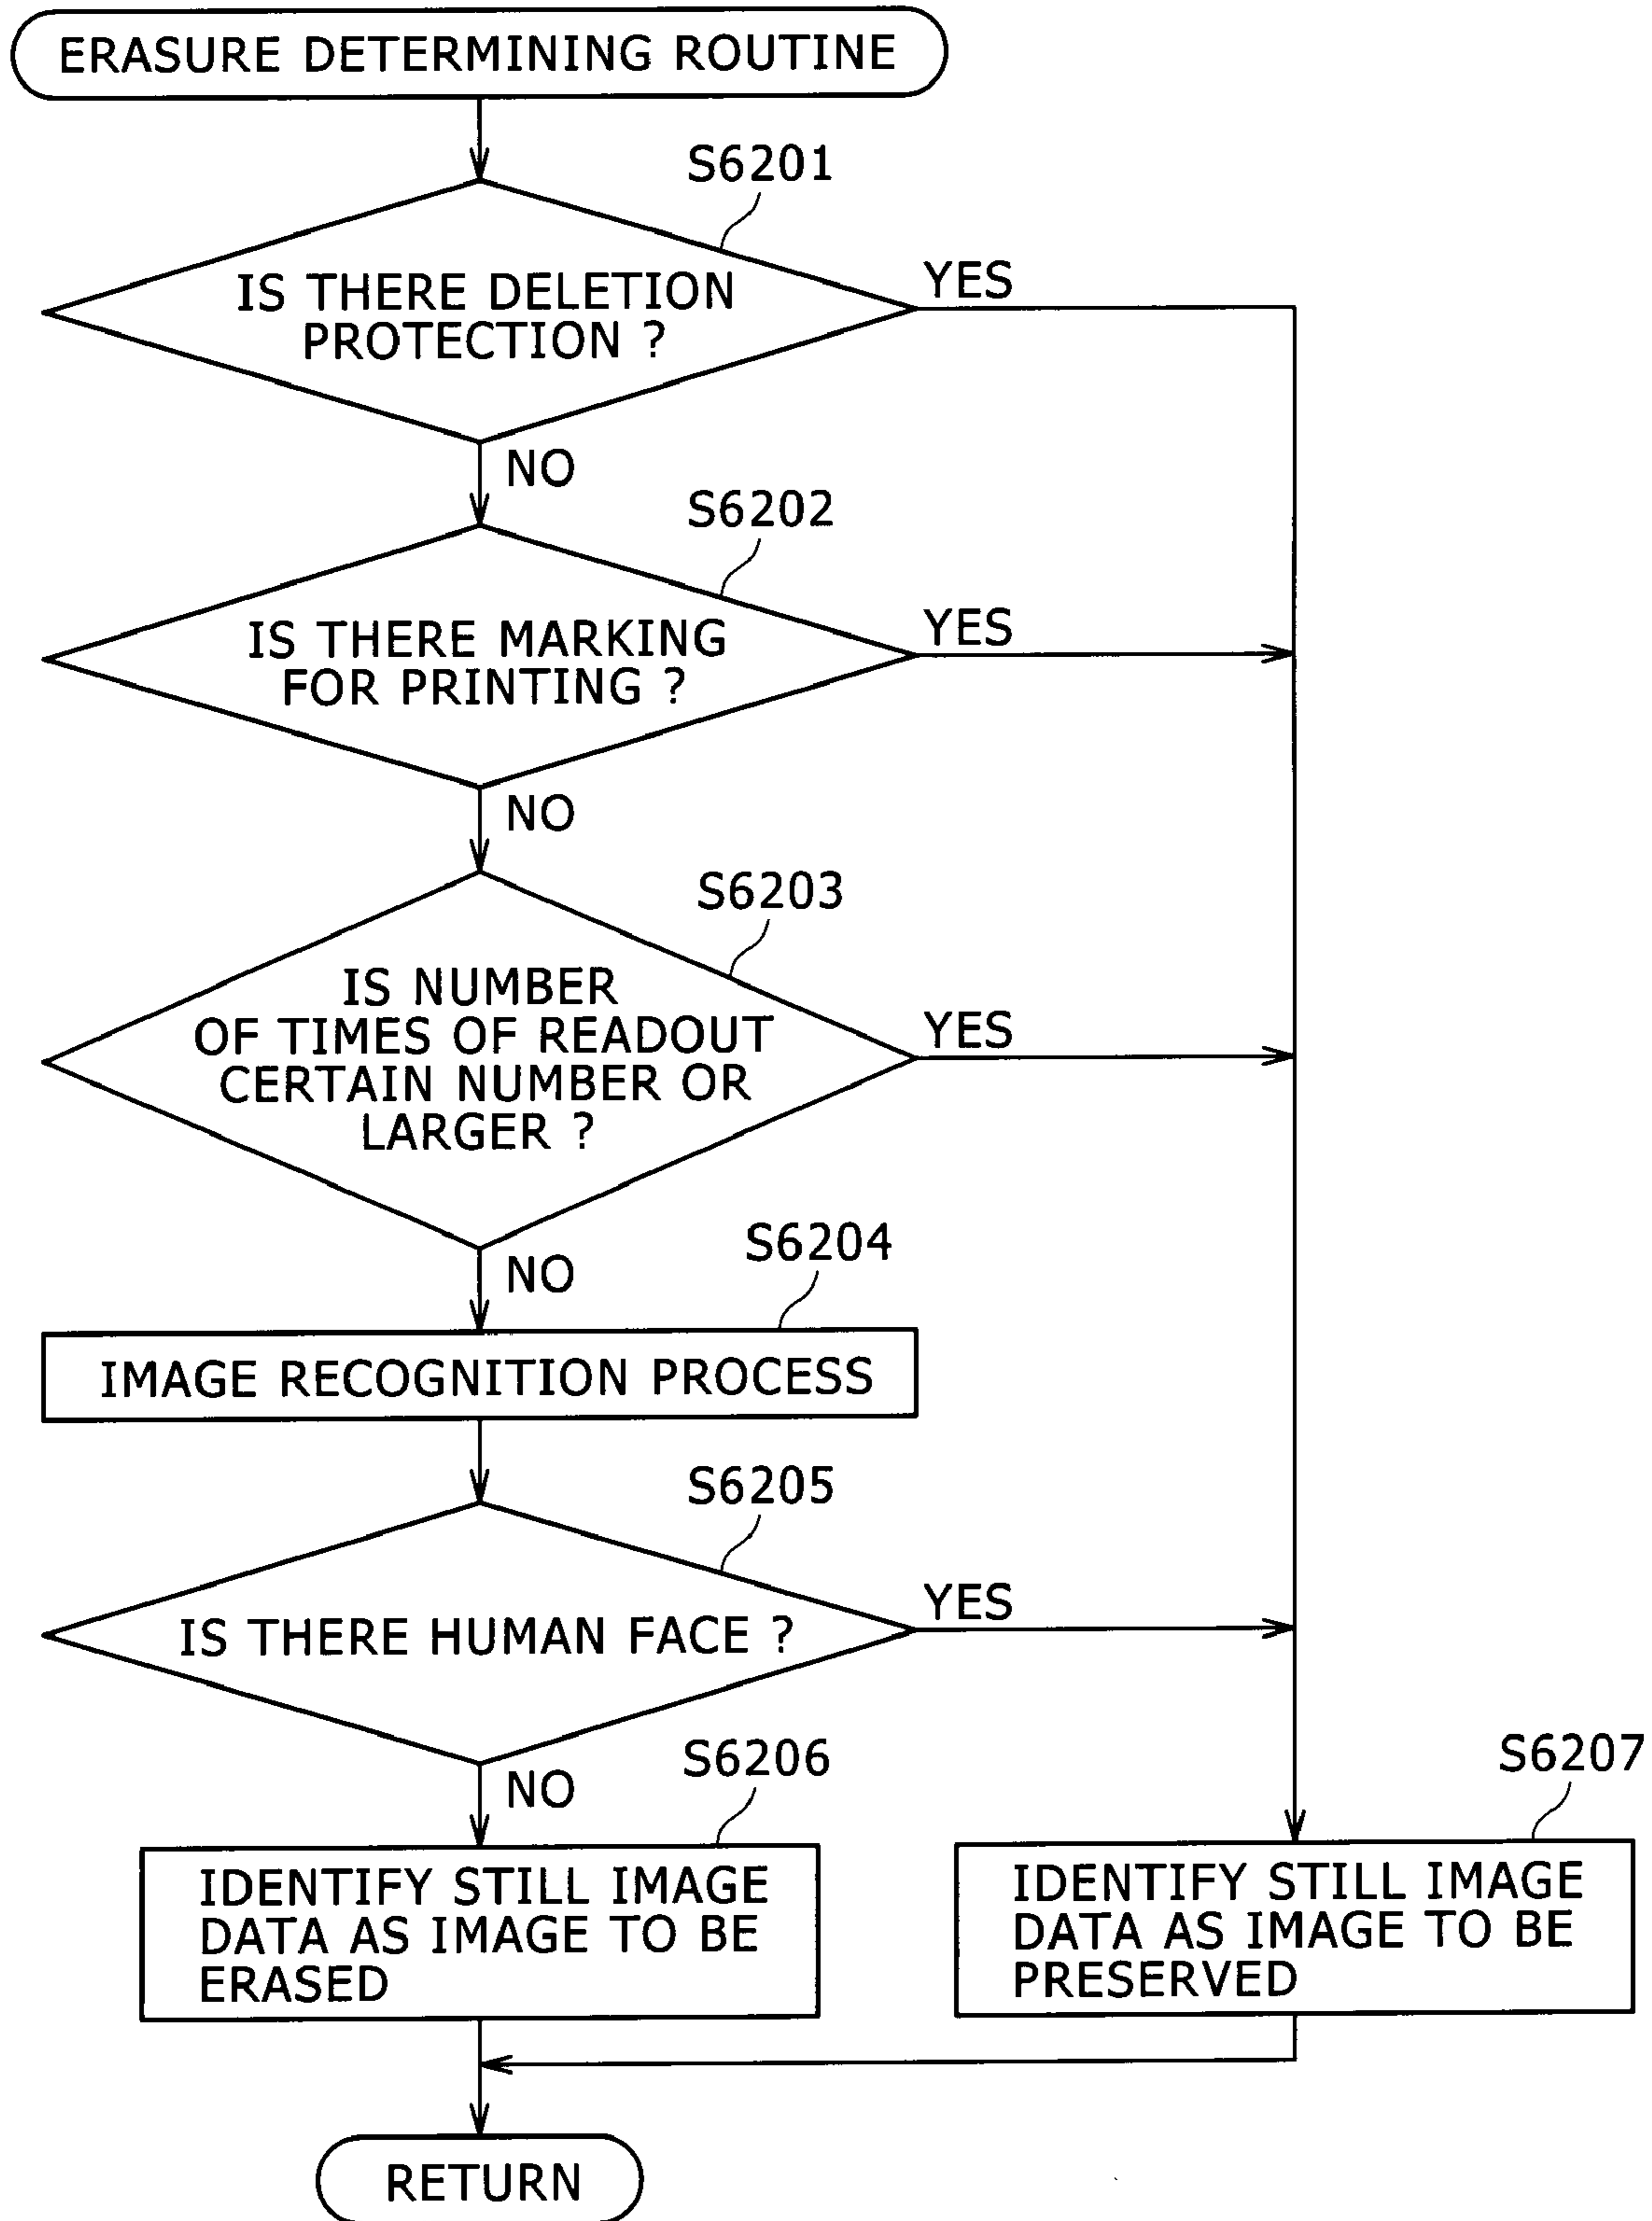 ERASURE DETERMINING ROUTINE
S6201
IS THERE DELETION
PROTECTION ?
YES
NO
S6202
IS THERE MARKING
FOR PRINTING ?
YES
NO
S6203
IS NUMBER
OF TIMES OF READOUT
CERTAIN NUMBER OR
LARGER ?
YES
NO
S6204
IMAGE RECOGNITION PROCESS
S6205
IS THERE HUMAN FACE ?
YES
NO
S6206
IDENTIFY STILL IMAGE
DATA AS IMAGE TO BE
ERASED
S6207
IDENTIFY STILL IMAGE
DATA AS IMAGE TO BE
PRESERVED
RETURN